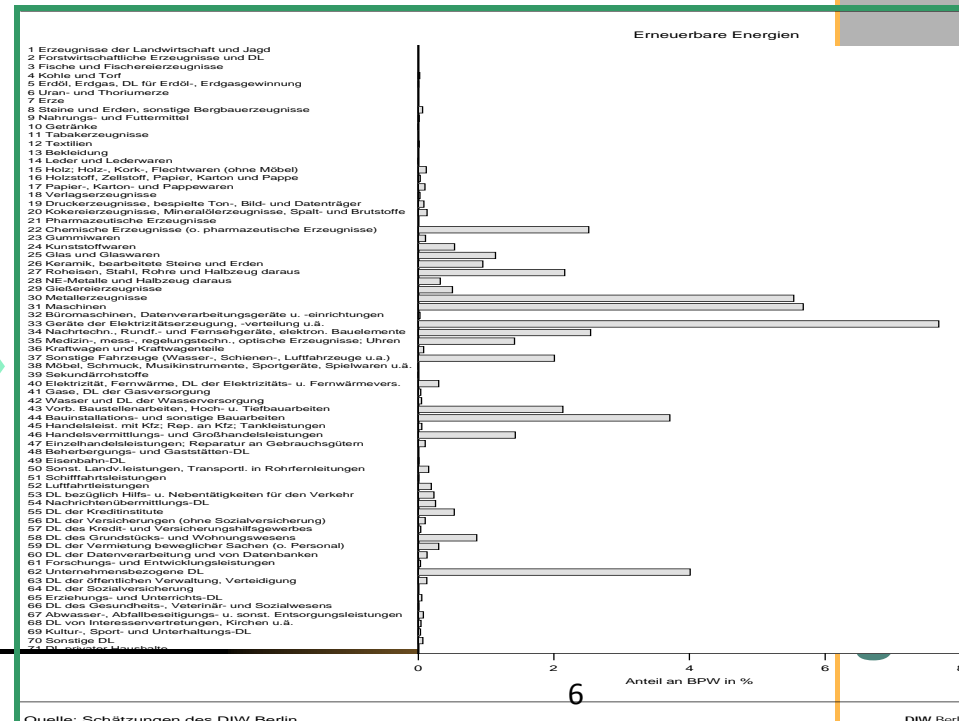 Erneuerbare Energien
1 Erzeugnisse der Landwirtschaft und Jagd
2 Forstwirtschaftliche Erzeugnisse und DL
3 Fische und Fischereierzeugnisse
4 Kohle und Torf
5 Erdöl, Erdgas, DL für Erdöl-, Erdgasgewinnung
6 Uran- und Thoriumerze
7 Erze
8 Steine und Erden, sonstige Bergbauerzeugnisse
9 Nahrungs- und Futtermittel
10 Getränke
11 Tabakerzeugnisse
12 Textilien
13 Bekleidung
14 Leder und Lederwaren
15 Holz; Holz-, Kork-, Flechtwaren (ohne Möbel)
16 Holzstoff, Zellstoff, Papier, Karton und Pappe
17 Papier-, Karton- und Pappewaren
18 Verlagserzeugnisse
19 Druckerzeugnisse, bespielte Ton-, Bild- und Datenträger
20 Kokereierzeugnisse, Mineralölerzeugnisse, Spalt- und Brutstoffe
21 Pharmazeutische Erzeugnisse
22 Chemische Erzeugnisse (o. pharmazeutische Erzeugnisse)
23 Gummiwaren
24 Kunststoffwaren
25 Glas und Glaswaren
26 Keramik, bearbeitete Steine und Erden
27 Roheisen, Stahl, Rohre und Halbzeug daraus
28 NE-Metalle und Halbzeug daraus
29 Gießereierzeugnisse
30 Metallerzeugnisse
31 Maschinen
32 Büromaschinen, Datenverarbeitungsgeräte u. -einrichtungen
33 Geräte der Elektrizitätserzeugung, -verteilung u.ä.
34 Nachrtechn., Rundf.- und Fernsehgeräte, elektron. Bauelemente
35 Medizin-, mess-, regelungstechn., optische Erzeugnisse; Uhren
36 Kraftwagen und Kraftwagenteile
37 Sonstige Fahrzeuge (Wasser-, Schienen-, Luftfahrzeuge u.a.)
38 Möbel, Schmuck, Musikinstrumente, Sportgeräte, Spielwaren u.ä.
39 Sekundärrohstoffe
40 Elektrizität, Fernwärme, DL der Elektrizitäts- u. Fernwärmevers.
41 Gase, DL der Gasversorgung
42 Wasser und DL der Wasserversorgung
43 Vorb. Baustellenarbeiten, Hoch- u. Tiefbauarbeiten
44 Bauinstallations- und sonstige Bauarbeiten
45 Handelsleist. mit Kfz; Rep. an Kfz; Tankleistungen
46 Handelsvermittlungs- und Großhandelsleistungen
47 Einzelhandelsleistungen; Reparatur an Gebrauchsgütern
48 Beherbergungs- und Gaststätten-DL
49 Eisenbahn-DL
50 Sonst. Landv.leistungen, Transportl. in Rohrfernleitungen
51 Schifffahrtsleistungen
52 Luftfahrtleistungen
53 DL bezüglich Hilfs- u. Nebentätigkeiten für den Verkehr
54 Nachrichtenübermittlungs-DL
55 DL der Kreditinstitute
56 DL der Versicherungen (ohne Sozialversicherung)
57 DL des Kredit- und Versicherungshilfsgewerbes
58 DL des Grundstücks- und Wohnungswesens
59 DL der Vermietung beweglicher Sachen (o. Personal)
60 DL der Datenverarbeitung und von Datenbanken
61 Forschungs- und Entwicklungsleistungen
62 Unternehmensbezogene DL
63 DL der öffentlichen Verwaltung, Verteidigung
64 DL der Sozialversicherung
65 Erziehungs- und Unterrichts-DL
66 DL des Gesundheits-, Veterinär- und Sozialwesens
67 Abwasser-, Abfallbeseitigungs- u. sonst. Entsorgungsleistungen
68 DL von Interessenvertretungen, Kirchen u.ä.
69 Kultur-, Sport- und Unterhaltungs-DL
70 Sonstige DL
71 DL privater Haushalte
0 2 4 6 8
Anteil an BPW in %
6
Quelle: Schätzungen des DIW Berlin
DIW Berl